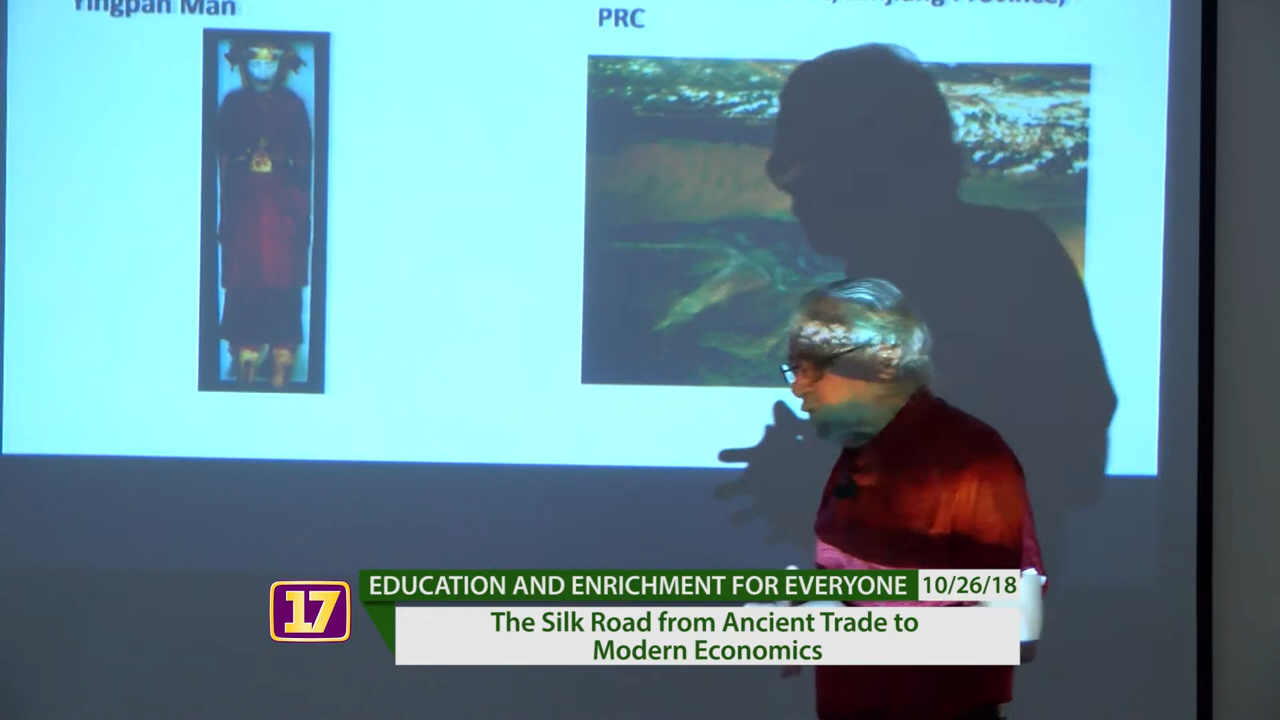 Yingpan Man
Province,
PRC
17
EDUCATION AND ENRICHMENT FOR EVERYONE 10/26/18
The Silk Road from Ancient Trade to
Modern Economics